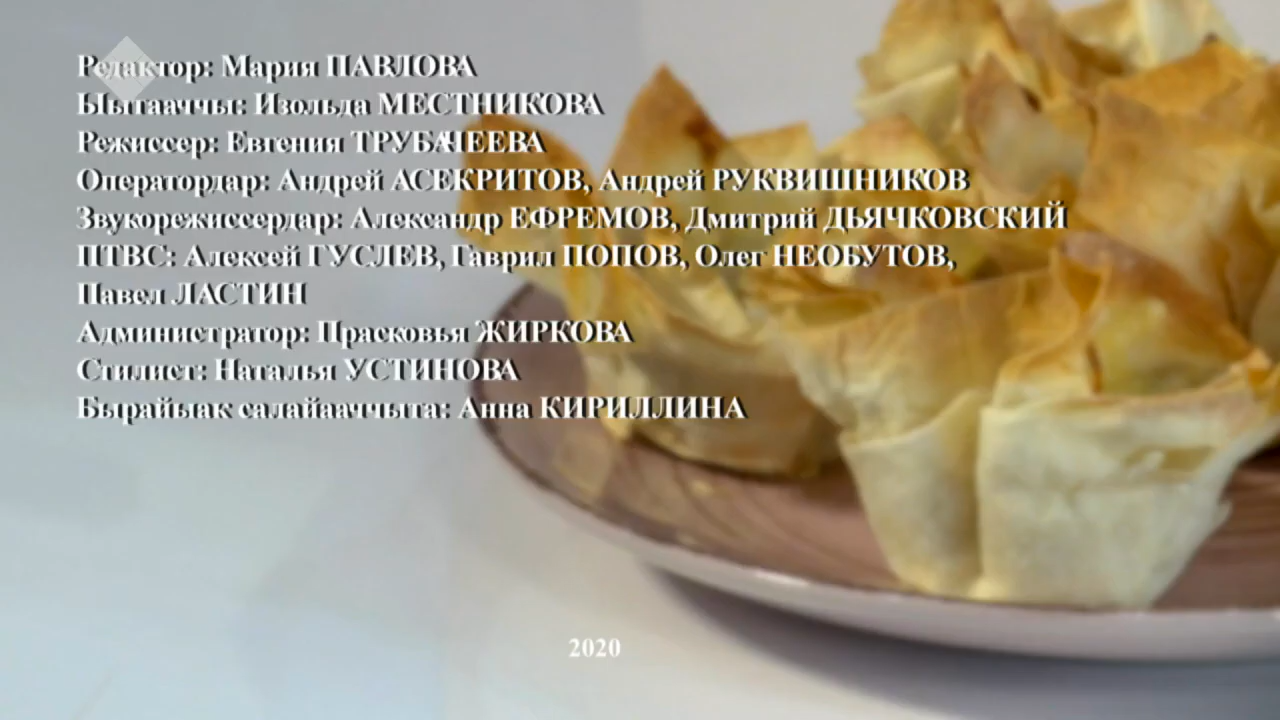 Редактор: Мария ПАВЛОВА
Ыытааччы: Изольда МЕСТНИКОВА
Режиссер: Евгения ТРУБАЧЕЕВА
Оператордар: Андрей АСЕКРИТОВ, Андрей РУКВИШНИКОВ
Звукорежиссердар: Александр ЕФРЕМОВ, Дмитрий ДЬЯЧКОВСКИЙ
ПТВС: Алексей ГУСЛЕВ, Гаврил ПОПОВ, Олег НЕОБУТОВ,
Павел ЛАСТИН
Администратор: Прасковья ЖИРКОВА
Стилист: Наталья УСТИНОВА
Бырайыак салайааччыта: Анна КИРИЛЛИНА
2020